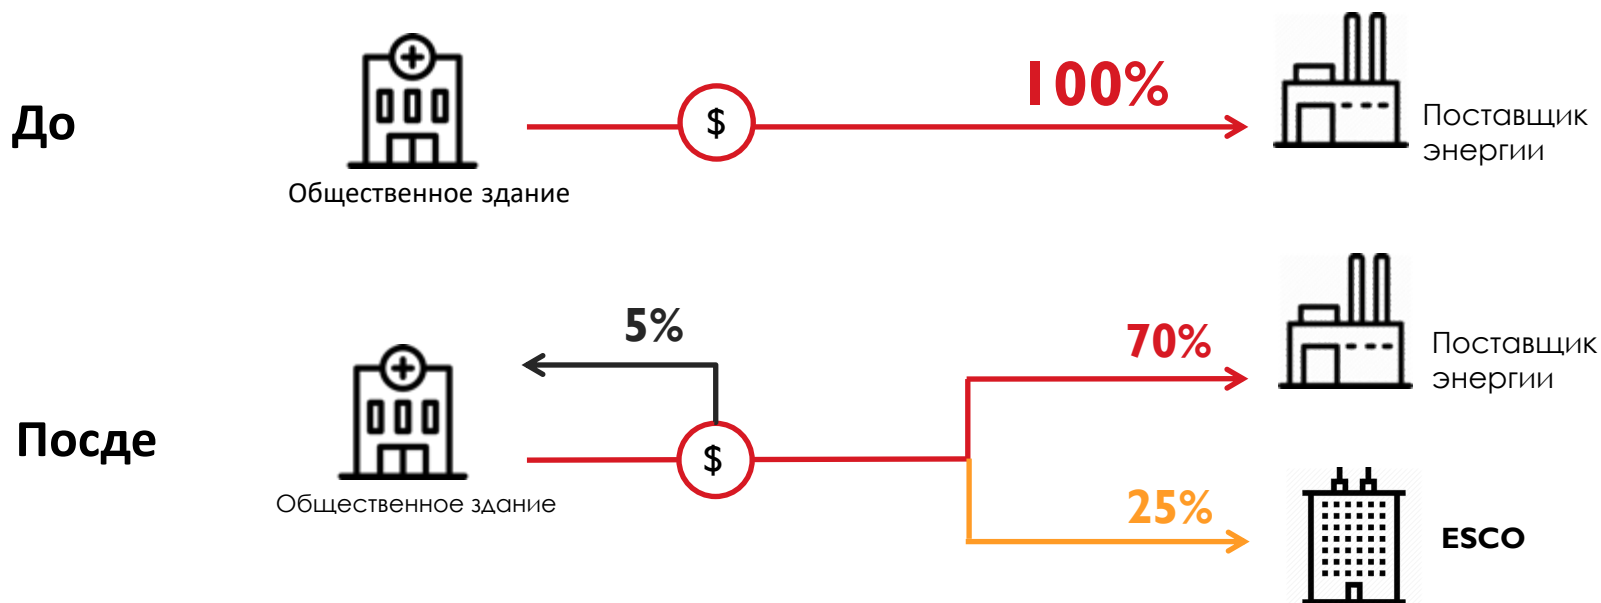 До
$
100%
Поставщик
энергии
Общественное здание
Посде
5%
$
70%
Поставщик
энергии
Общественное здание
25%
ESCO